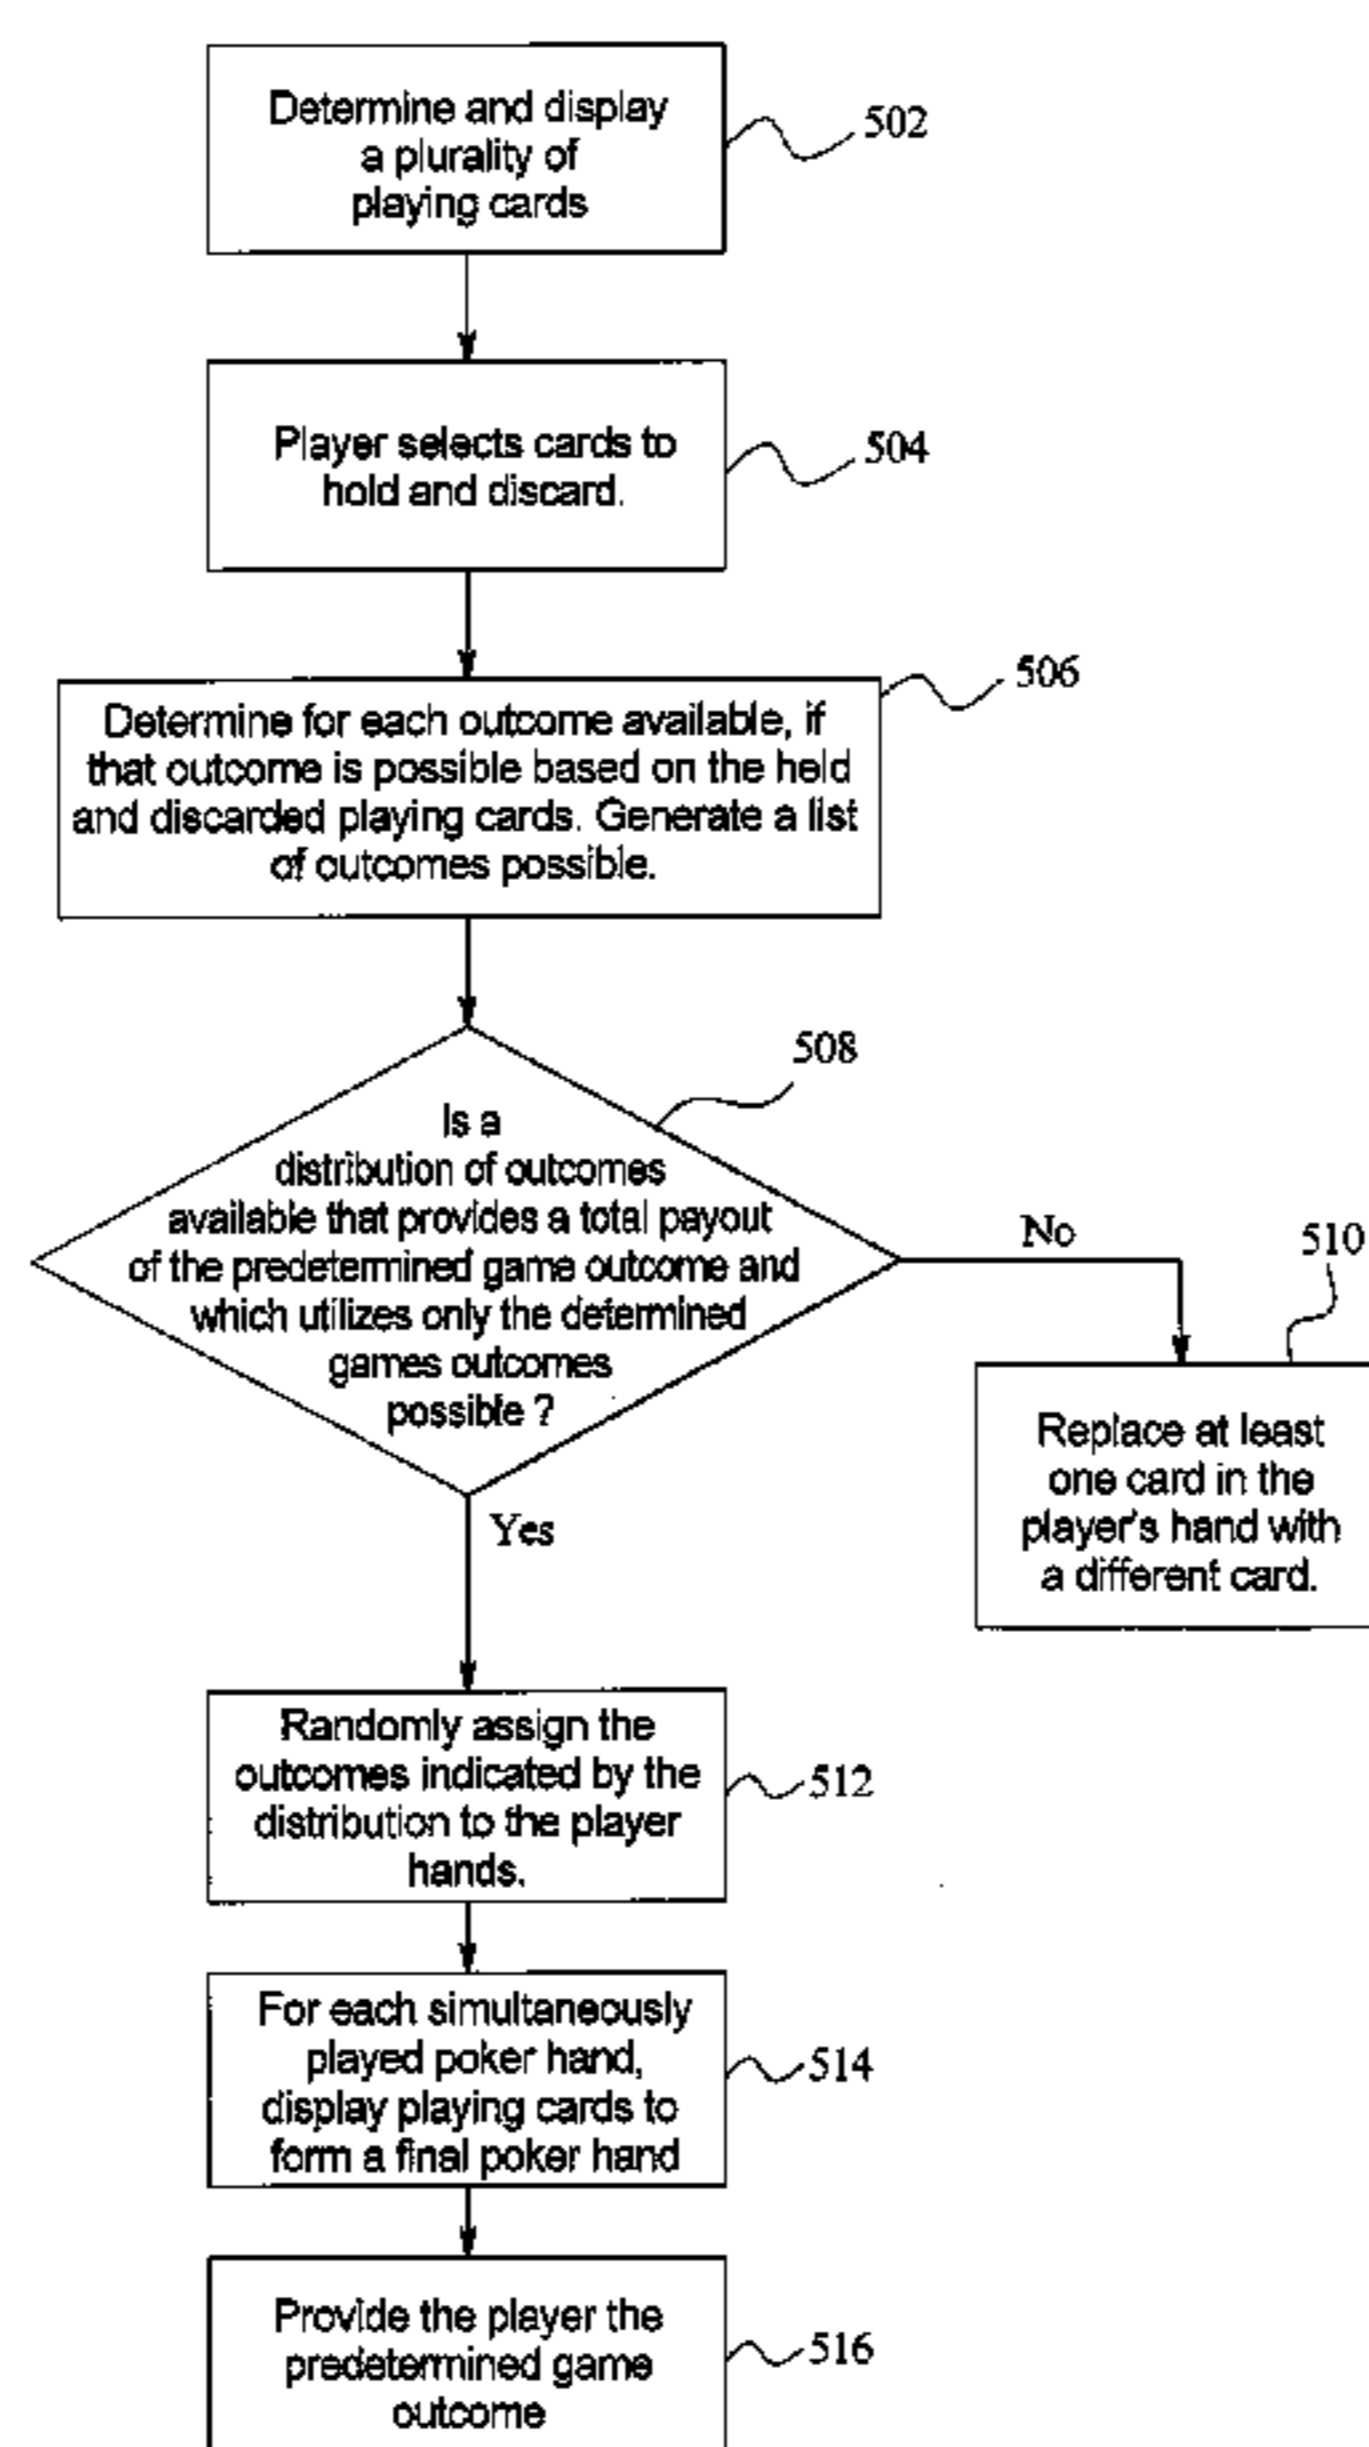 Determine and display
a plurality of
playing cards
502
Player selects cards to
hold and discard.
504
506
Determine for each outcome available, if
that outcome is possible based on the held
and discarded playing cards. Generate a list
of outcomes possible.
508
Is a
distribution of outcomes
available that provides a total payout
of the predetermined game outcome and
which utilizes only the determined
games outcomes
possible ?
No
510
Replace at least
one card in the
player's hand with
a different card.
Yes
Randomly assign the
outcomes indicated by the
distribution to the player
hands.
512
For each simultaneously
played poker hand,
display playing cards to
form a final poker hand
514
Provide the player the
predetermined game
outcome
516